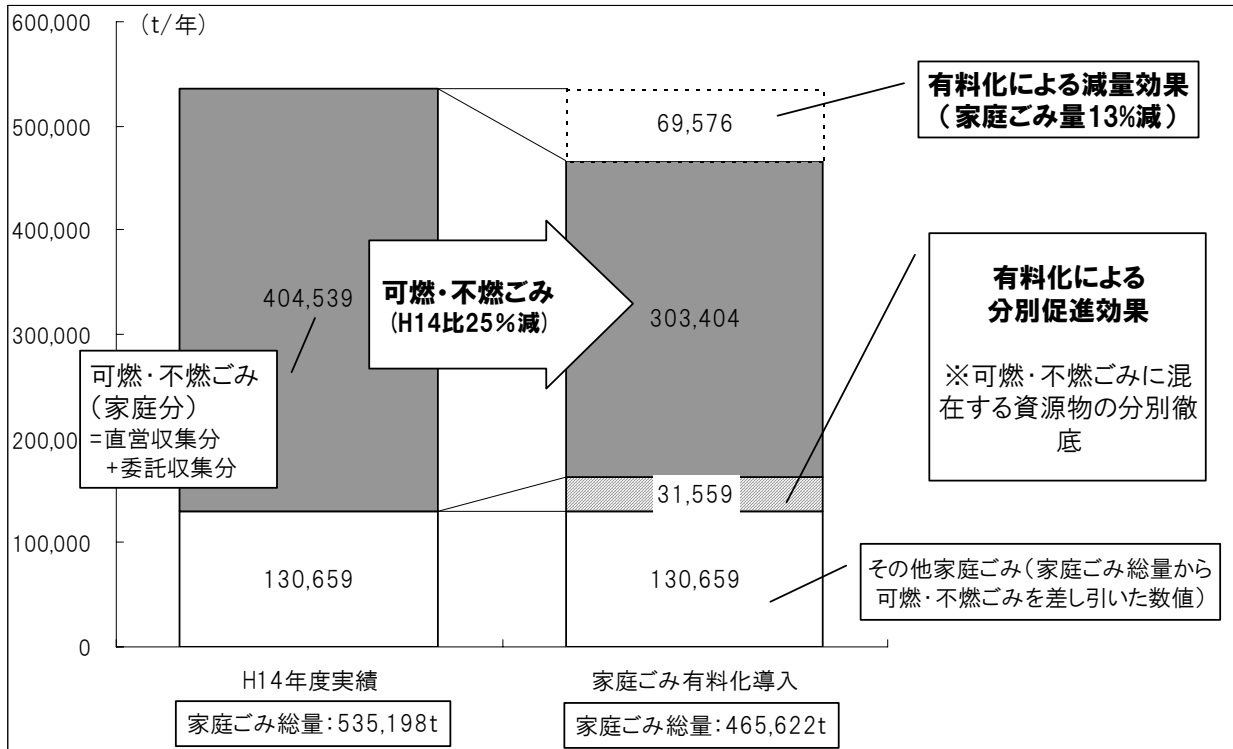 (t/年)
600,000
500,000
400,000
300,000
200,000
100,000
0
404,539
130,659
可燃・不燃ごみ
(家庭分)
=直営収集分
+委託収集分
可燃・不燃ごみ
(H14比25%減)
69,576
303,404
31,559
130,659
有料化による減量効果
(家庭ごみ量13%減)
有料化による
分別促進効果
※可燃・不燃ごみに混
在する資源物の分別徹
底
その他家庭ごみ(家庭ごみ総量から
可燃・不燃ごみを差し引いた数値)
H14年度実績
家庭ごみ総量:535,198t
家庭ごみ有料化導入
家庭ごみ総量:465,622t